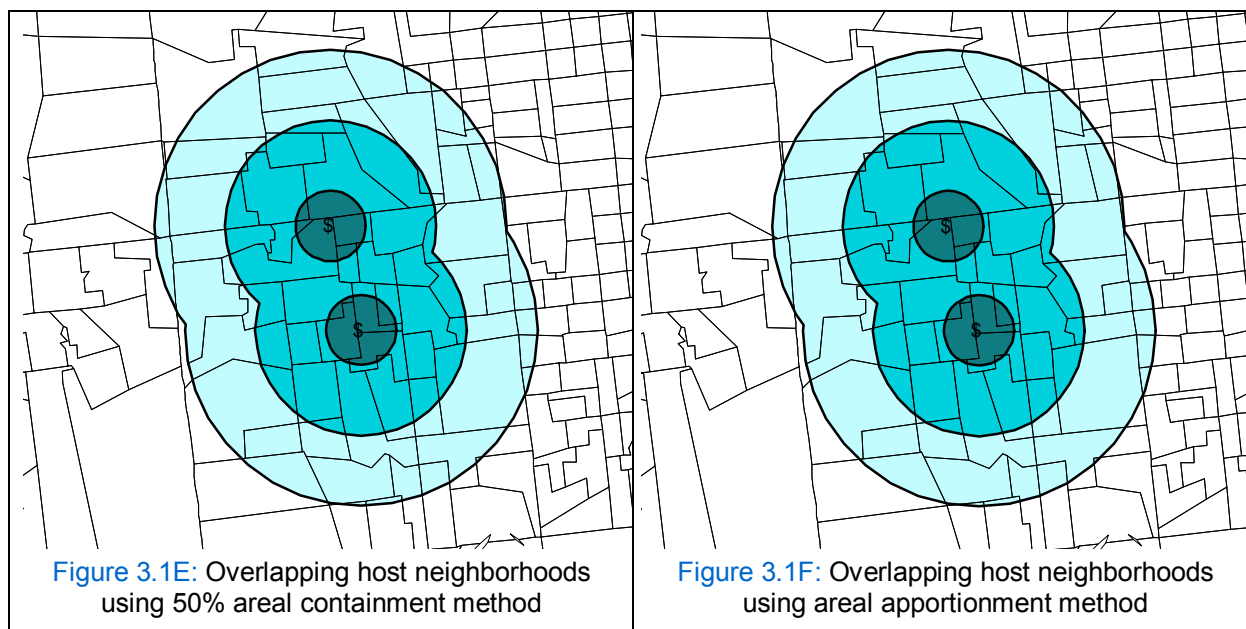 $
$
Figure 3.1E: Overlapping host neighborhoods
using 50% areal containment method
$
$
Figure 3.1F: Overlapping host neighborhoods
using areal apportionment method